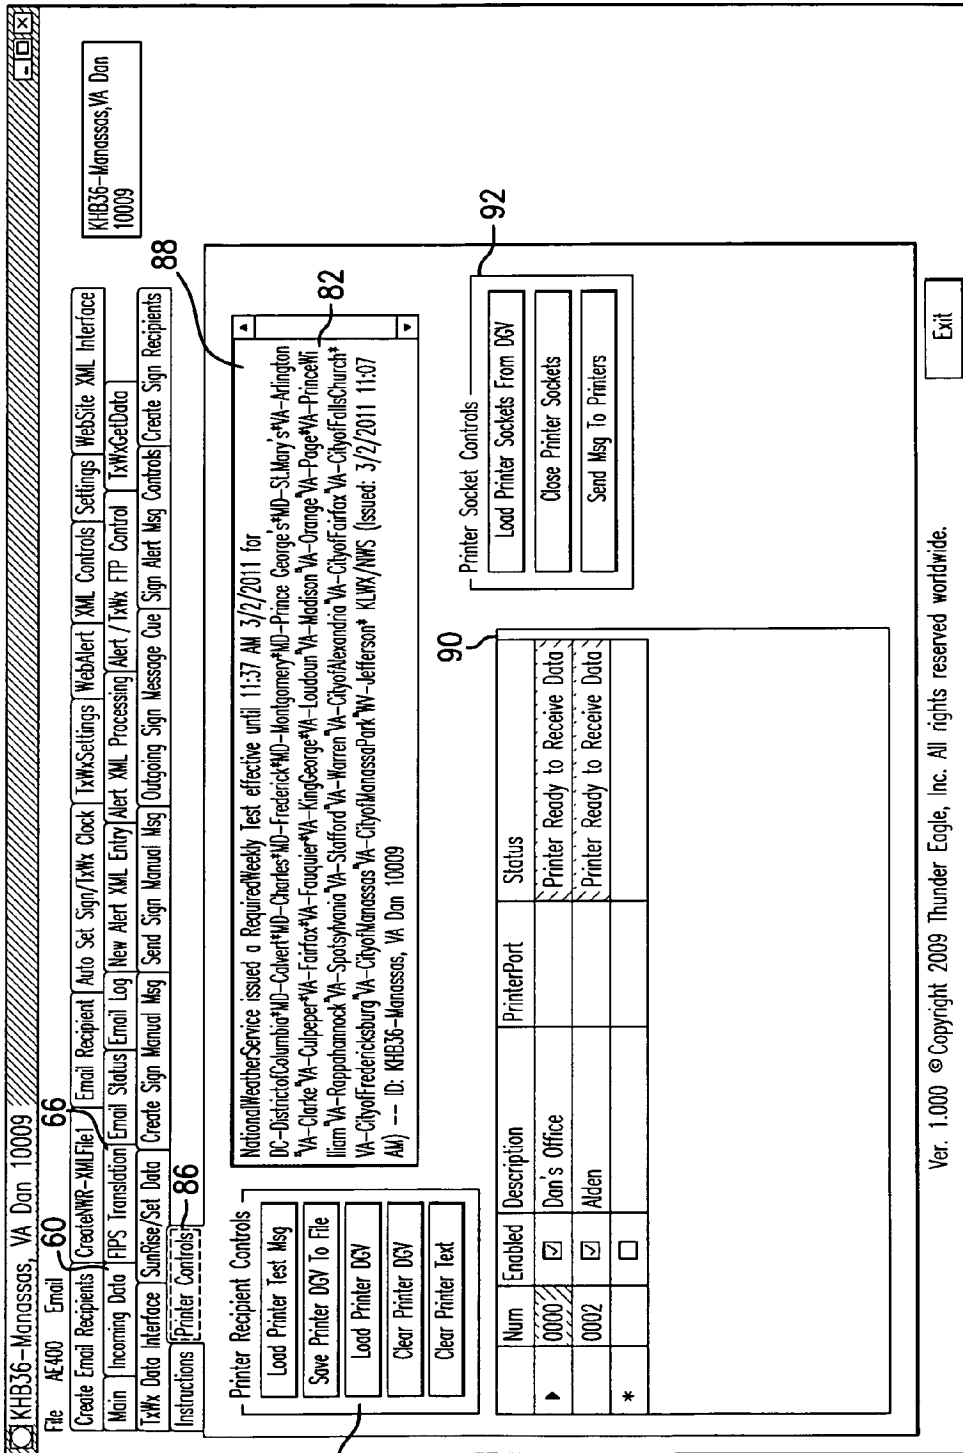 KHB36-Manassas, VA Dan 10009
File AE400 Email
60
66
Create Email Recipients CreateNWR-XMLFile1 Email Recipient Auto Set Sign/TxWx Clock TxWxSettings WebAlert XML Controls Settings WebSite XML Interface
Main Incoming Data FIPS Translation Email Status Email Log New Alert XML Entry Alert XML Processing Alert/TxWx FTP Control TxWxGetData
TxWx Data Interface SunRise/Set Data Create Sign Manual Msg Send Sign Manual Msg Outgoing Sign Message Cue Sign Alert Msg Controls Create Sign Recipients
Instructions Printer Controls
86
KHB36-Manassas,VA Dan
10009
88
Printer Recipient Controls
Load Printer Test Msg
Save Printer DGV To File
Load Printer DGV
Clear Printer DGV
Clear Printer Text
NationalWeatherService issued a RequiredWeekly Test effective until 11:37 AM 3/2/2011 for
DC-DistrictofColumbia*MD-Calvert*MD-Charles*MD-Frederick*MD-Montgomery*MD-Prince George's*MD-St.Mary's*VA-Arlington
*VA-Clarke*VA-Culpeper*VA-Fairfax*VA-Fauquier*VA-KingGeorge*VA-Loudoun*VA-Madison*VA-Orange*VA-Page*VA-PrinceWi
lliam*VA-Rappahannock*VA-Spotsylvania*VA-Stafford*VA-Warren*VA-CityofAlexandria*VA-CityofFairfax*VA-CityofFallsChurch*
VA-CityofFredericksburg*VA-CityofManassas*VA-CityofManassaPark*WV-Jefferson* KLWX/NWS (Issued: 3/2/2011 11:07
AM) -- ID: KHB36-Manassas, VA Dan 10009
82
90
Num Enabled Description PrinterPort Status
0000 Dan's Office Printer Ready to Receive Data
0002 Alden Printer Ready to Receive Data
*
92
Printer Socket Controls
Load Printer Sockets From DGV
Close Printer Sockets
Send Msg To Printers
Ver. 1.000 ©Copyright 2009 Thunder Eagle, Inc. All rights reserved worldwide.
Exit